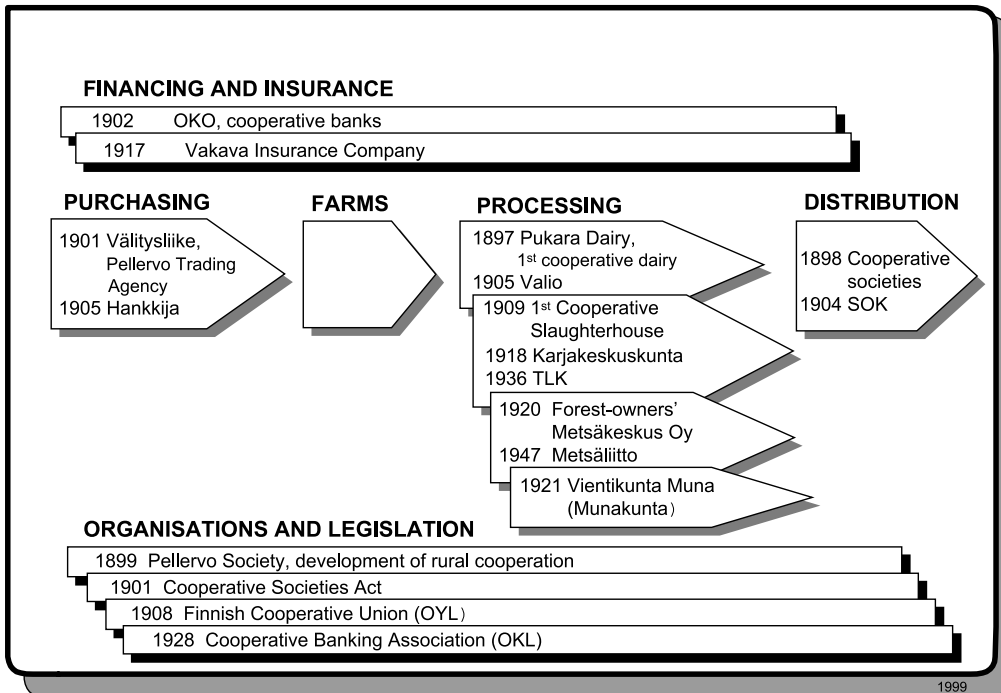 FINANCING AND INSURANCE
1902 OKO, cooperative banks
1917 Vakava Insurance Company
PURCHASING
1901 Välitysliike,
Pellervo Trading
Agency
1905 Hankkija
FARMS
PROCESSING
1897 Pukara Dairy,
1st cooperative dairy
1905 Valio
1909 1st Cooperative
Slaughterhouse
1918 Karjakeskuskunta
1936 TLK
1920 Forest-owners’
Metsäkeskus Oy
1947 Metsäliitto
1921 Vientikunta Muna
(Munakunta)
DISTRIBUTION
1898 Cooperative
societies
1904 SOK
ORGANISATIONS AND LEGISLATION
1899 Pellervo Society, development of rural cooperation
1901 Cooperative Societies Act
1908 Finnish Cooperative Union (OYL)
1928 Cooperative Banking Association (OKL)
1999